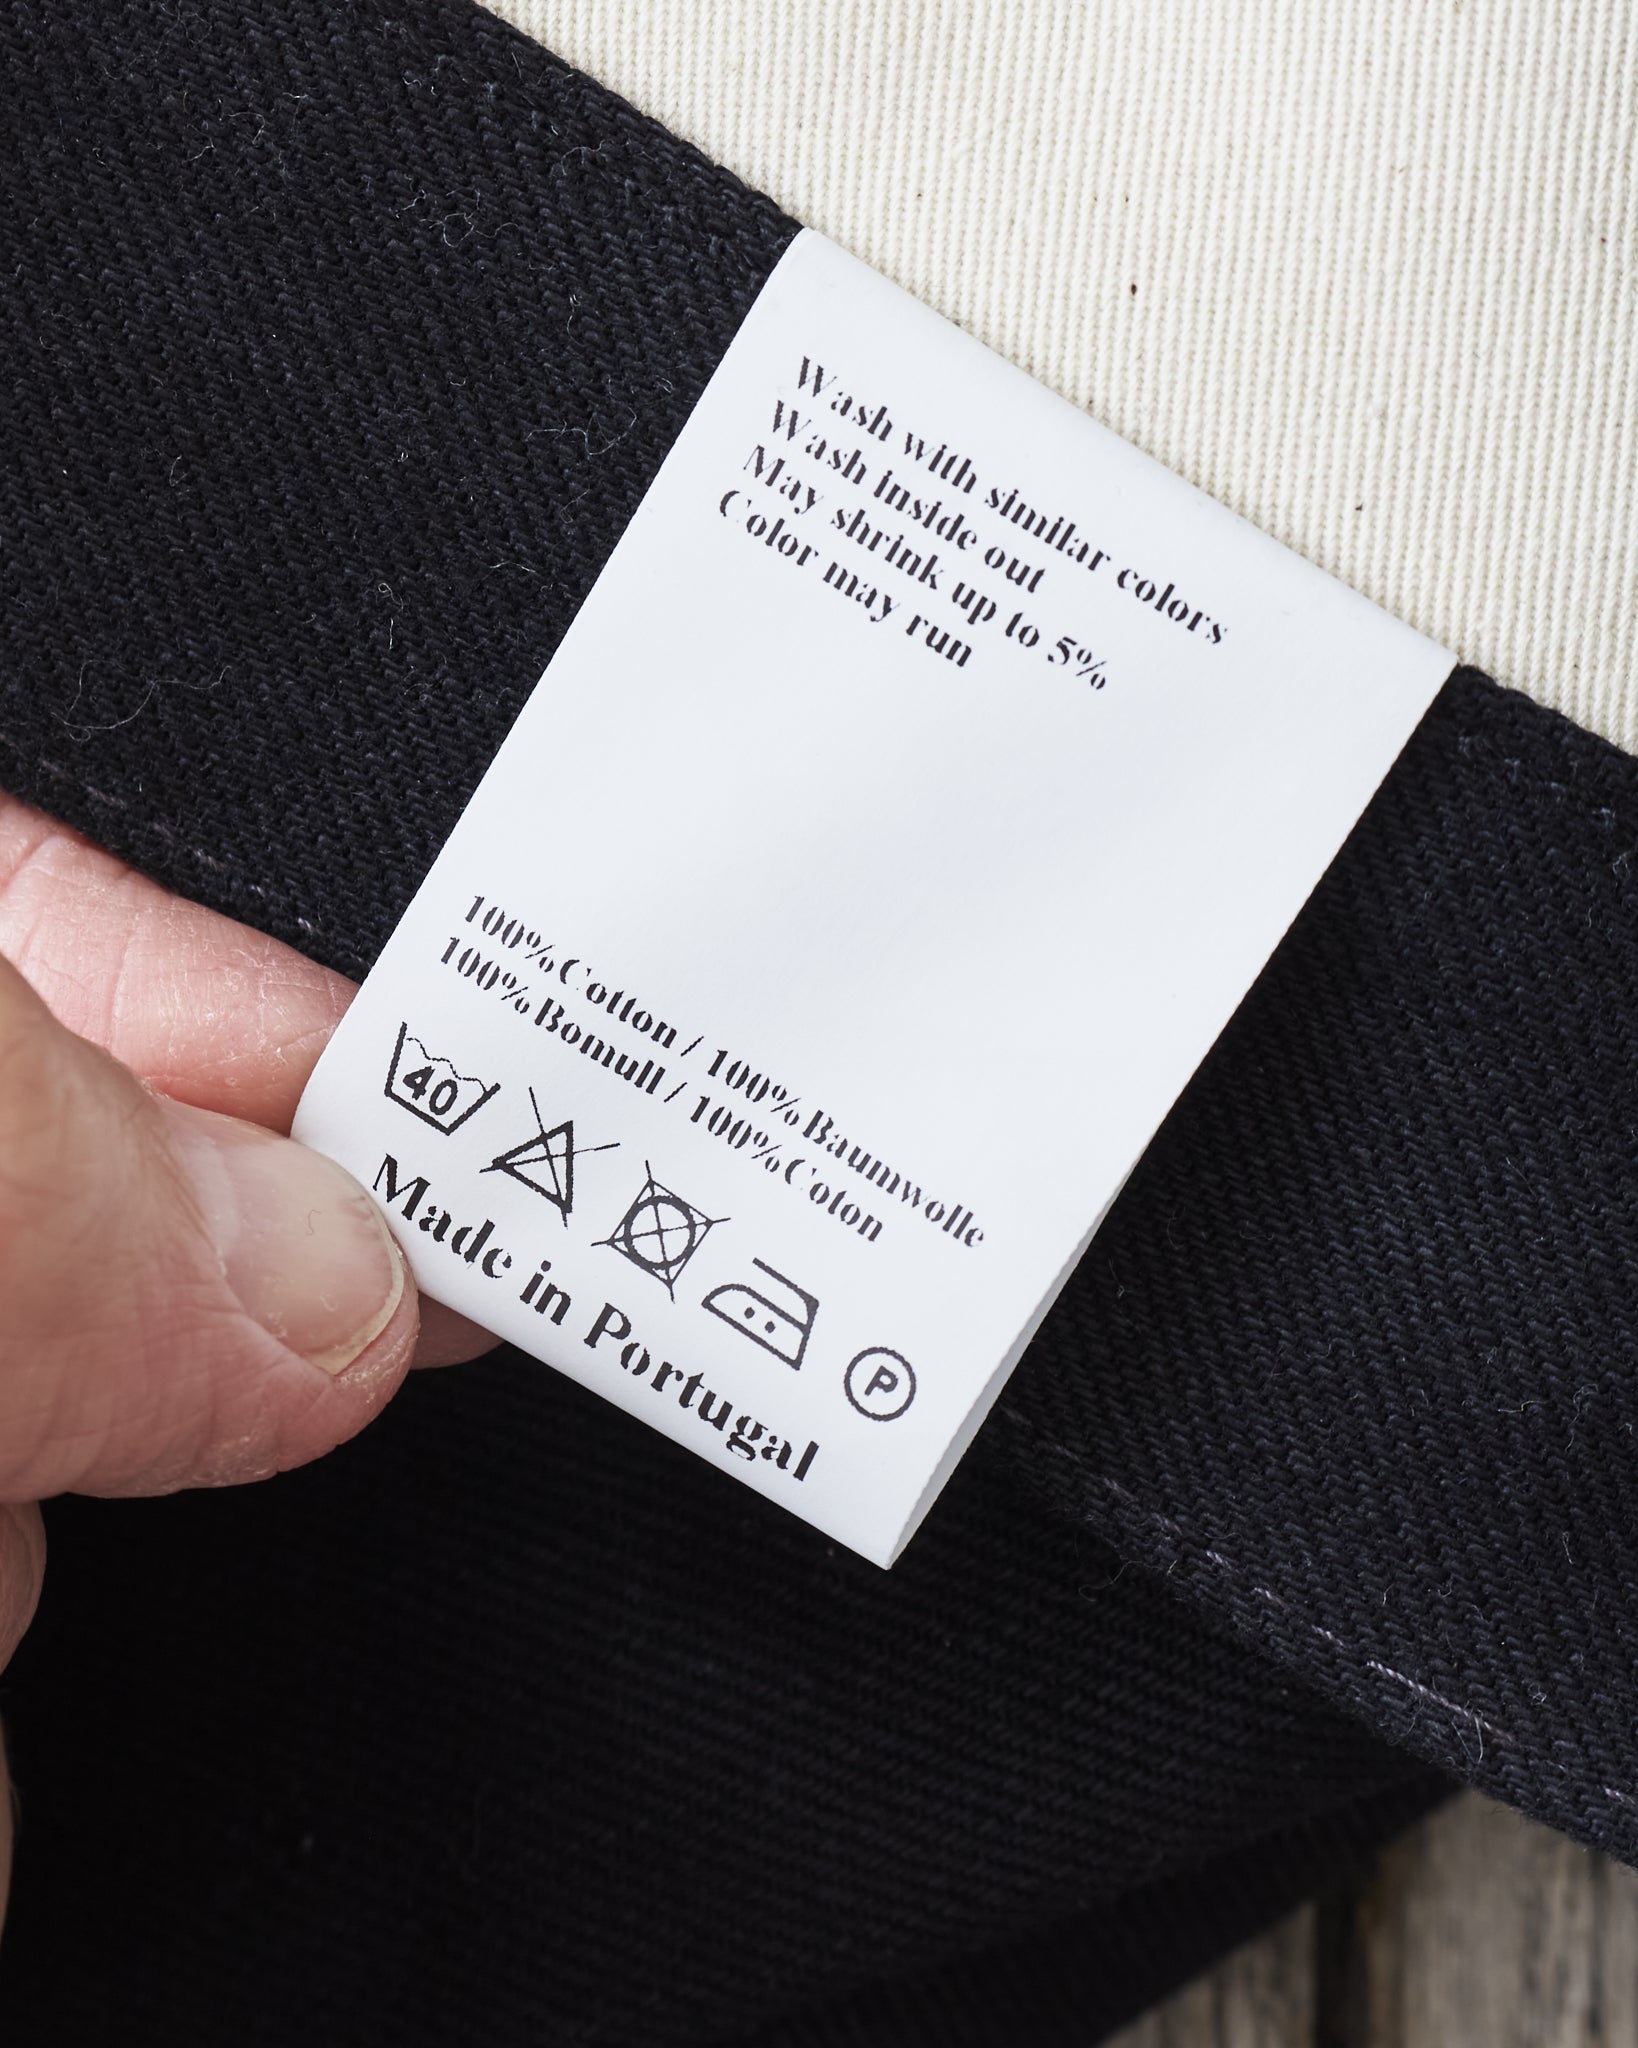 Wash with similar colors
Wash inside out
May shrink up to 5%
Color may run
100% Cotton / 100% Baumwolle
100% Bomull / 100% Coton
40
P
Made in Portugal